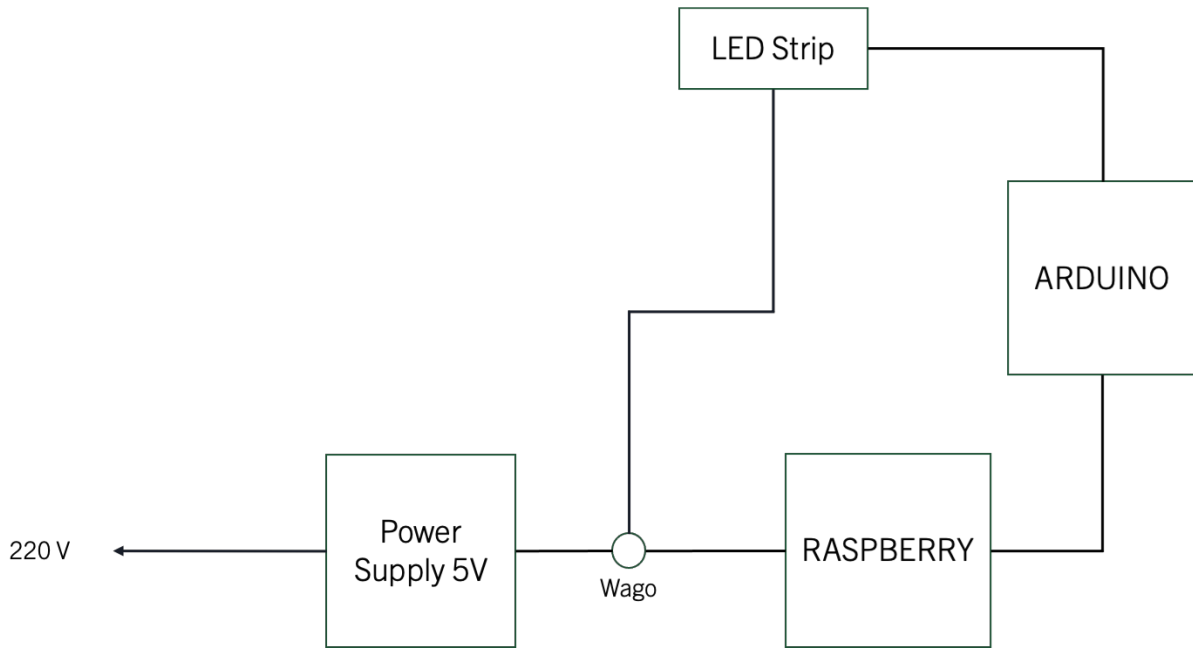 LED Strip
ARDUINO
220 V
Power
Supply 5V
Wago
RASPBERRY